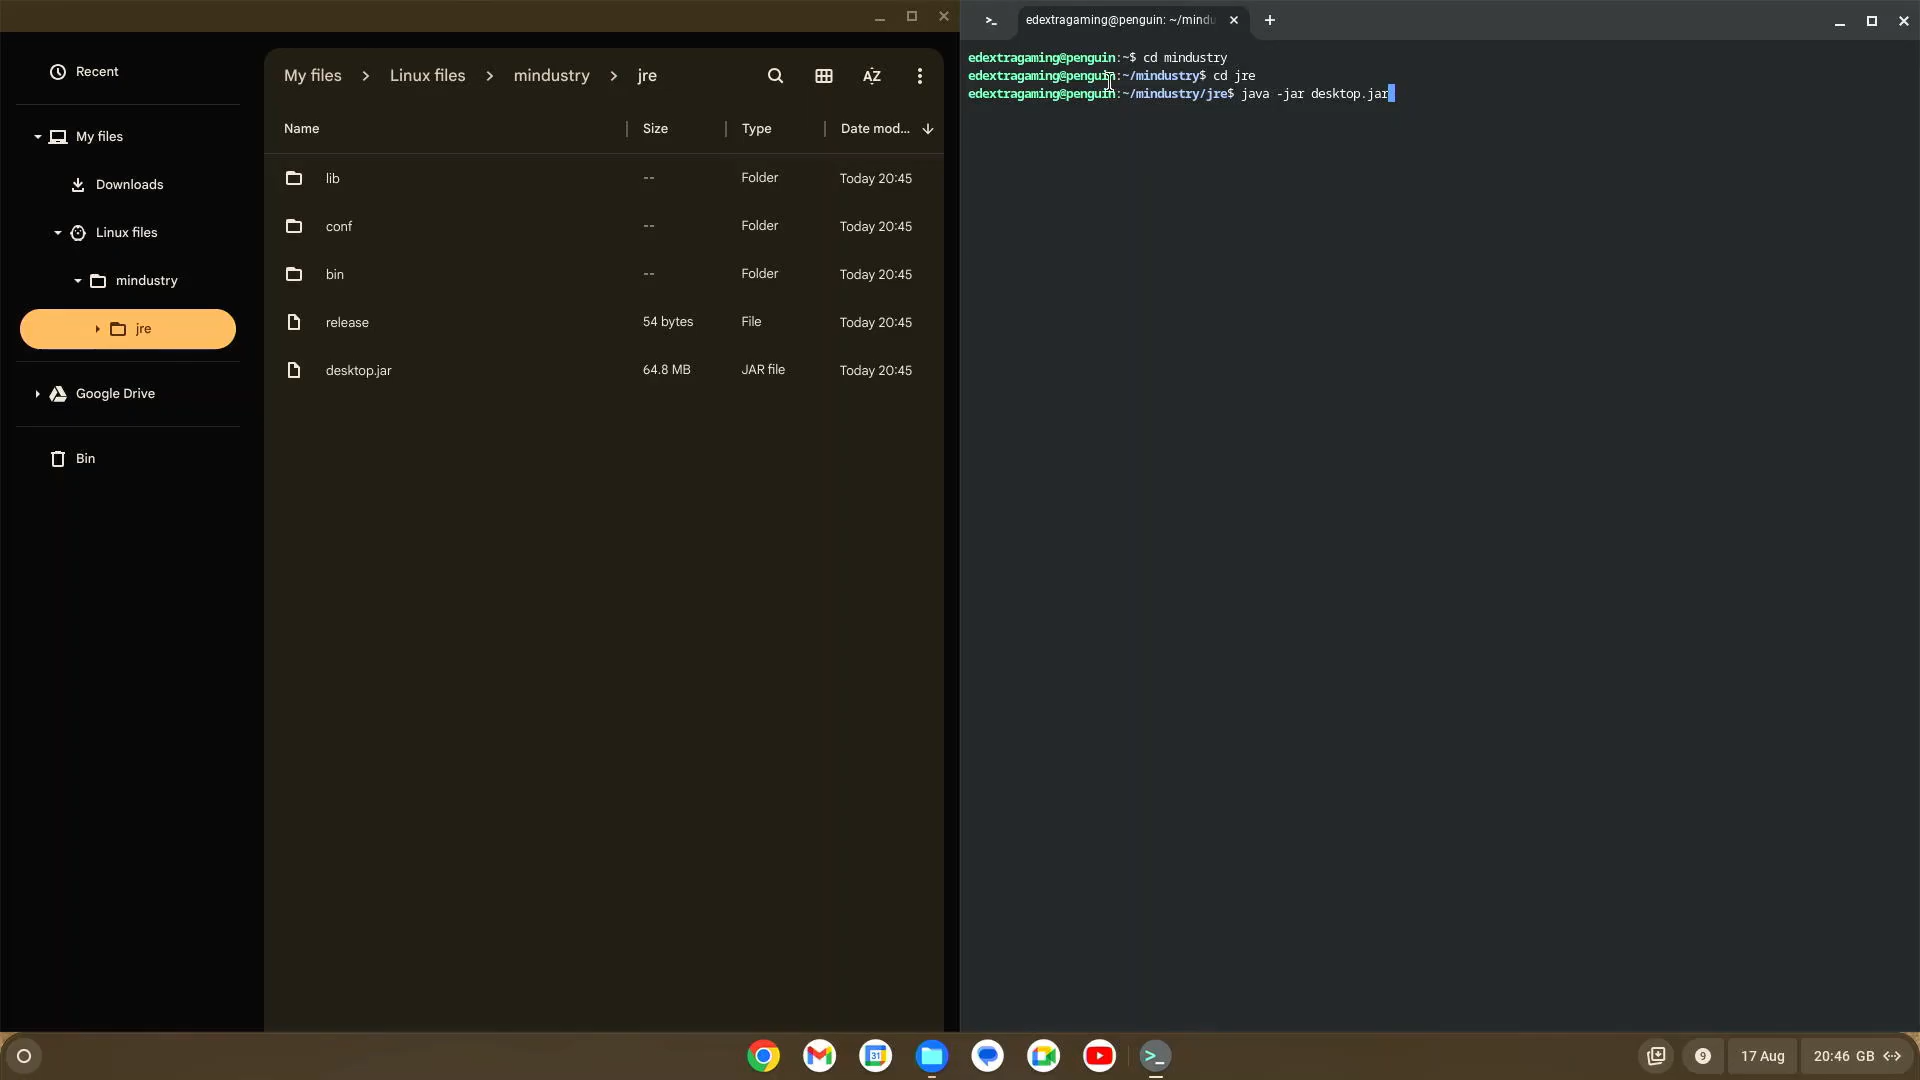 Recent
My files
Downloads
Linux files
mindustry
jre
Google Drive
Bin
My files > Linux files > mindustry > jre
AZ
Name Size Type Date mod...
lib -- Folder Today 20:45
conf -- Folder Today 20:45
bin -- Folder Today 20:45
release 54 bytes File Today 20:45
desktop.jar 64.8 MB JAR file Today 20:45
edextragaming@penguin: ~/mindu
edextragaming@penguin:~$ cd mindustry
edextragaming@penguin:~/mindustry$ cd jre
edextragaming@penguin:~/mindustry/jre$ java -jar desktop.jar
31
9
17 Aug
20:46 GB